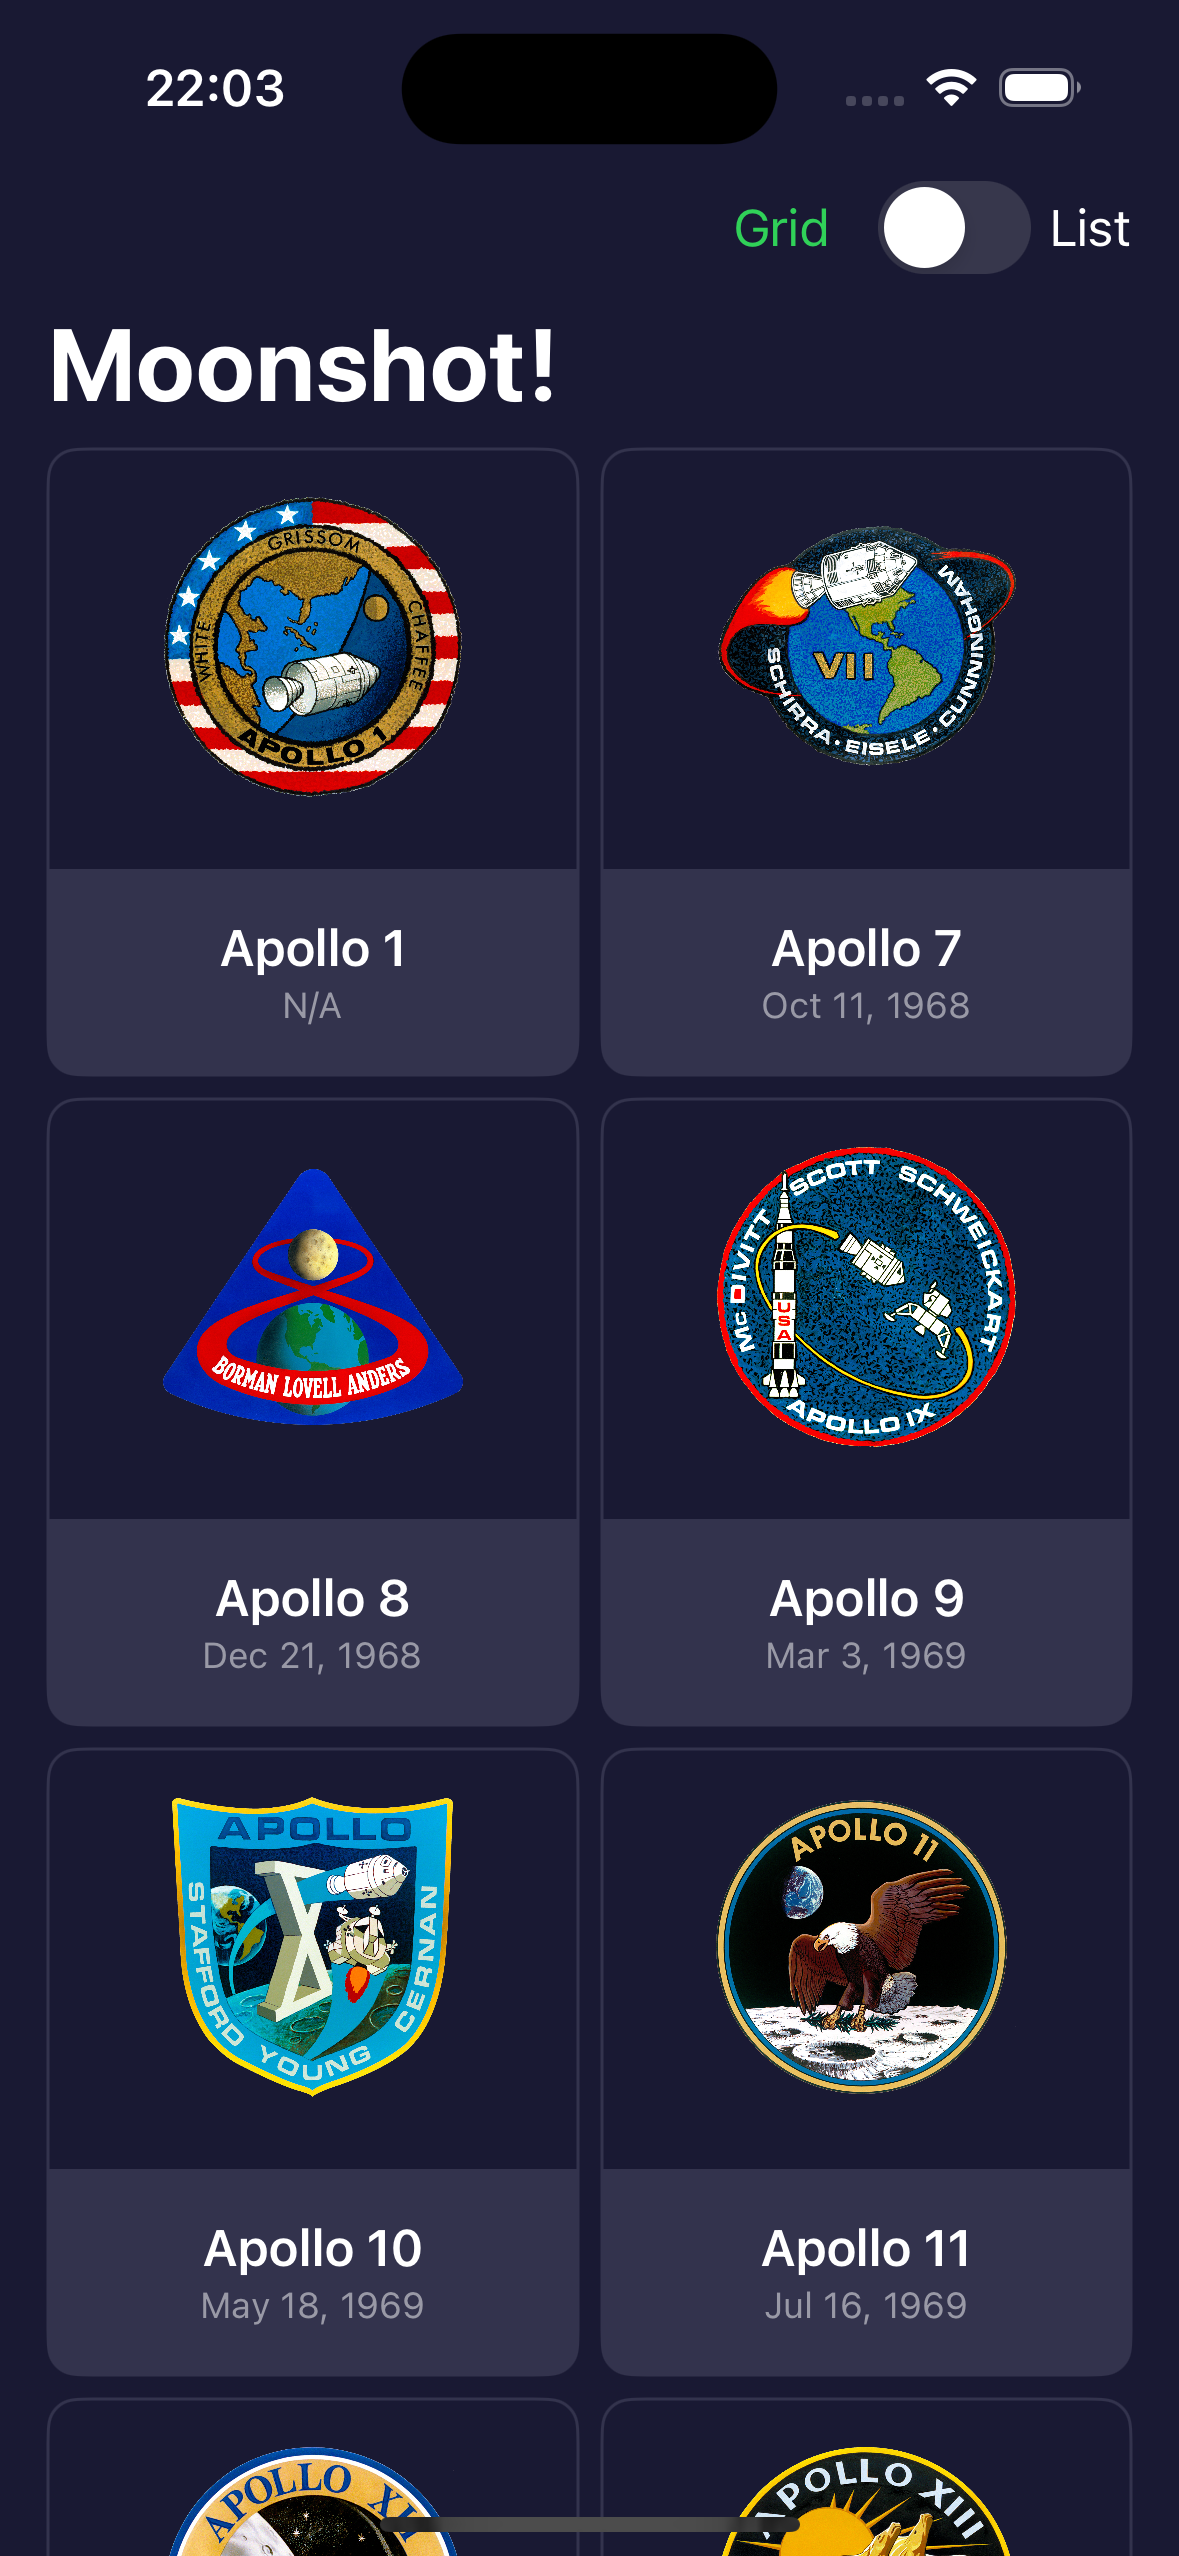 22:03
Grid List
Moonshot!
GRISSOM
WHITE
CHAFFEE
APOLLO 1
VII
SCHIRRA • EISELE • CUNNINGHAM
Apollo 1
N/A
Apollo 7
Oct 11, 1968
BORMAN LOVELL ANDERS
Mc DIVITT SCOTT SCHWEICKART
USA
APOLLO IX
Apollo 8
Dec 21, 1968
Apollo 9
Mar 3, 1969
APOLLO
X
STAFFORD YOUNG CERNAN
APOLLO 11
Apollo 10
May 18, 1969
Apollo 11
Jul 16, 1969
APOLLO
APOLLO XIII